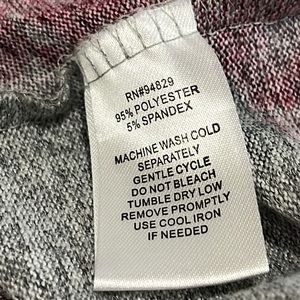 RN#94829
95% POLYESTER
5% SPANDEX
MACHINE WASH COLD
SEPARATELY
GENTLE CYCLE
DO NOT BLEACH
TUMBLE DRY LOW
REMOVE PROMPTLY
USE COOL IRON
IF NEEDED